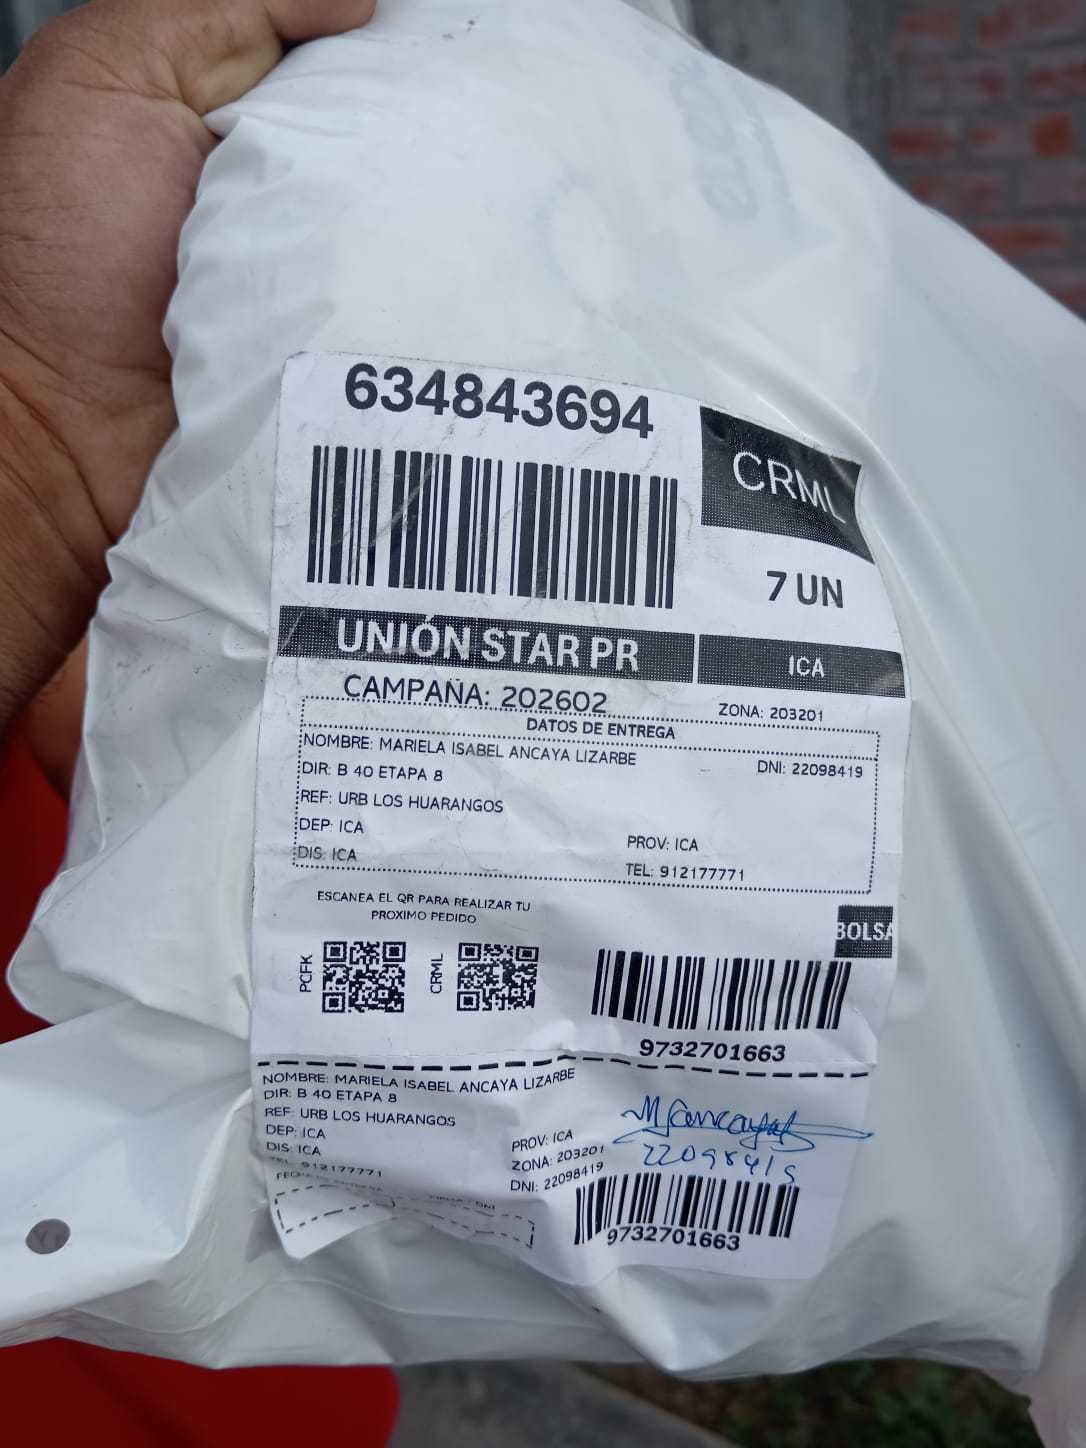 634843694
CRML
7 UN
UNIÓN STAR PR
ICA
CAMPAÑA: 202602
ZONA: 203201
DATOS DE ENTREGA
NOMBRE: MARIELA ISABEL ANCAYA LIZARBE
DNI: 22098419
DIR: B 40 ETAPA 8
REF: URB LOS HUARANGOS
DEP: ICA
PROV: ICA
DIS: ICA
TEL: 912177771
ESCANEA EL QR PARA REALIZAR TU
PROXIMO PEDIDO
BOLSA
PCFK
CRML
9732701663
NOMBRE: MARIELA ISABEL ANCAYA LIZARBE
DIR: B 40 ETAPA 8
REF: URB LOS HUARANGOS
DEP: ICA
PROV: ICA
DIS: ICA
ZONA: 203201
TEL: 912177771
DNI: 22098419
22098419
9732701663